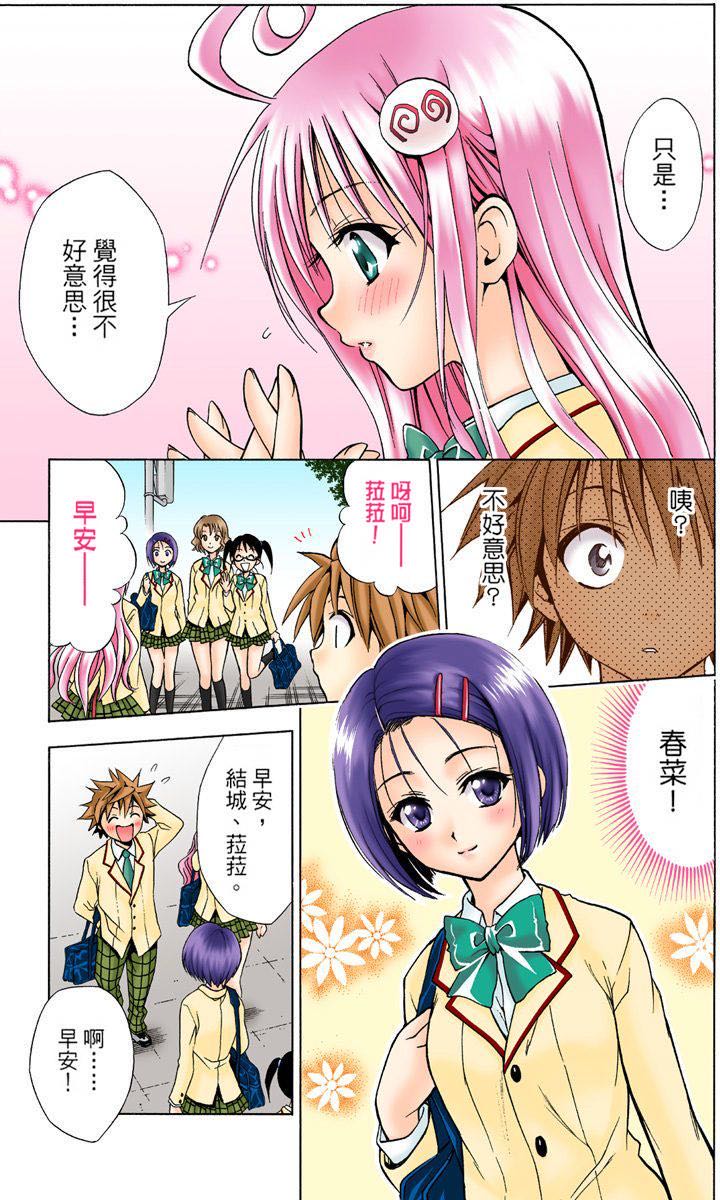 只是…
覺得很不
好意思…
咦？
不好意思？
呀呵──
菈菈！
早安──
春菜！
早安，
結城、菈菈。
啊……
早安！